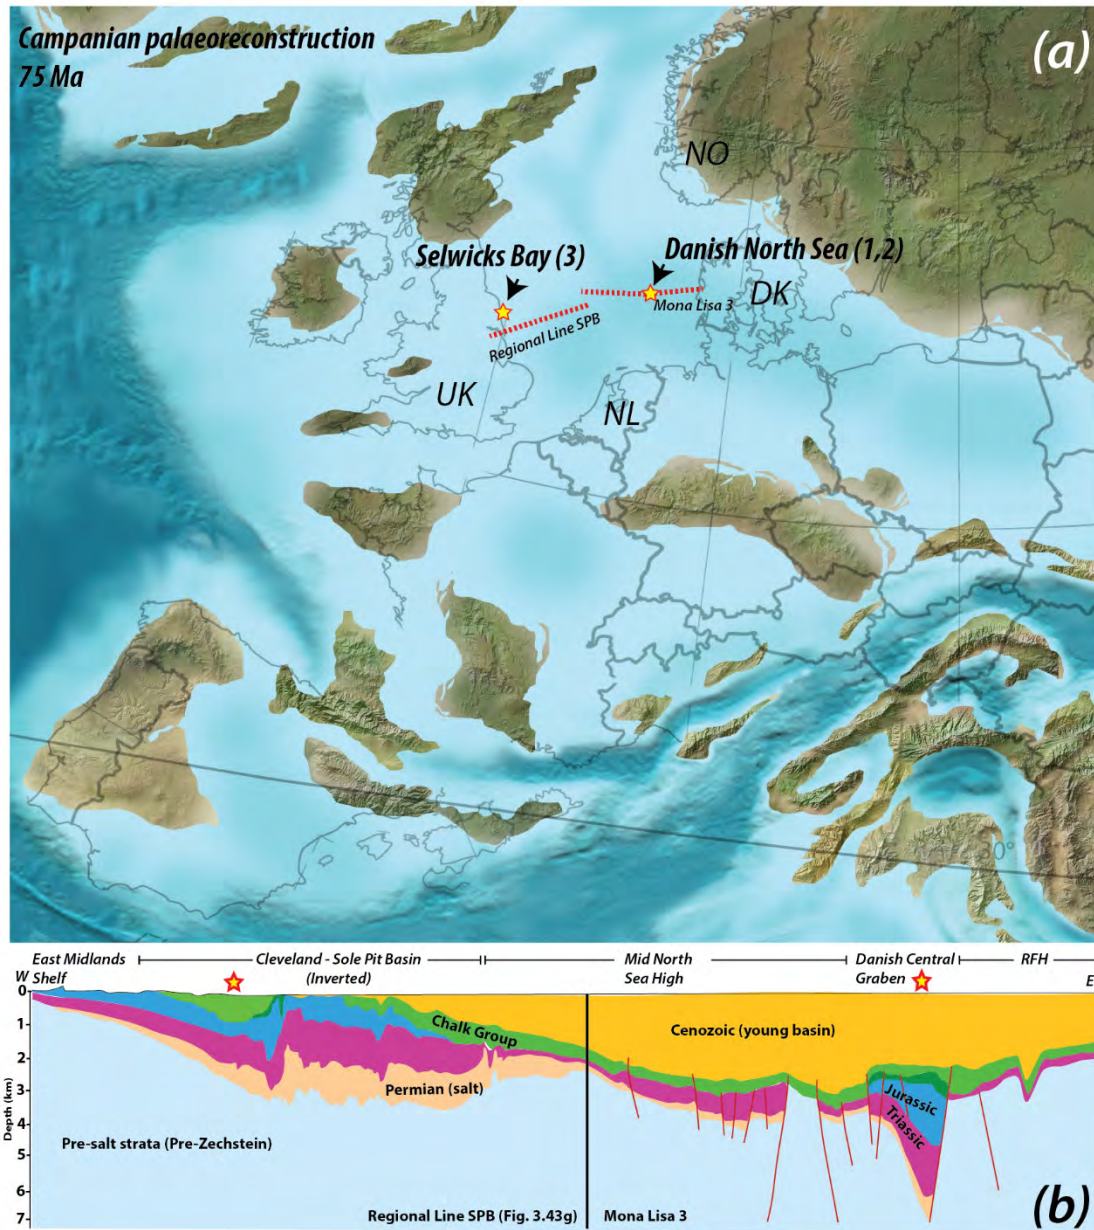 Campanian palaeoreconstruction
75 Ma
(a)
NO
Selwicks Bay (3)
Danish North Sea (1,2)
DK
Mona Lisa 3
Regional Line SPB
UK
NL
East Midlands
Shelf
Cleveland - Sole Pit Basin
(Inverted)
Mid North
Sea High
Danish Central
Graben
RFH
W
E
0
1
2
3
4
5
6
7
Depth (km)
Chalk Group
Cenozoic (young basin)
Permian (salt)
Jurassic
Triassic
Pre-salt strata (Pre-Zechstein)
Regional Line SPB (Fig. 3.43g)
Mona Lisa 3
(b)